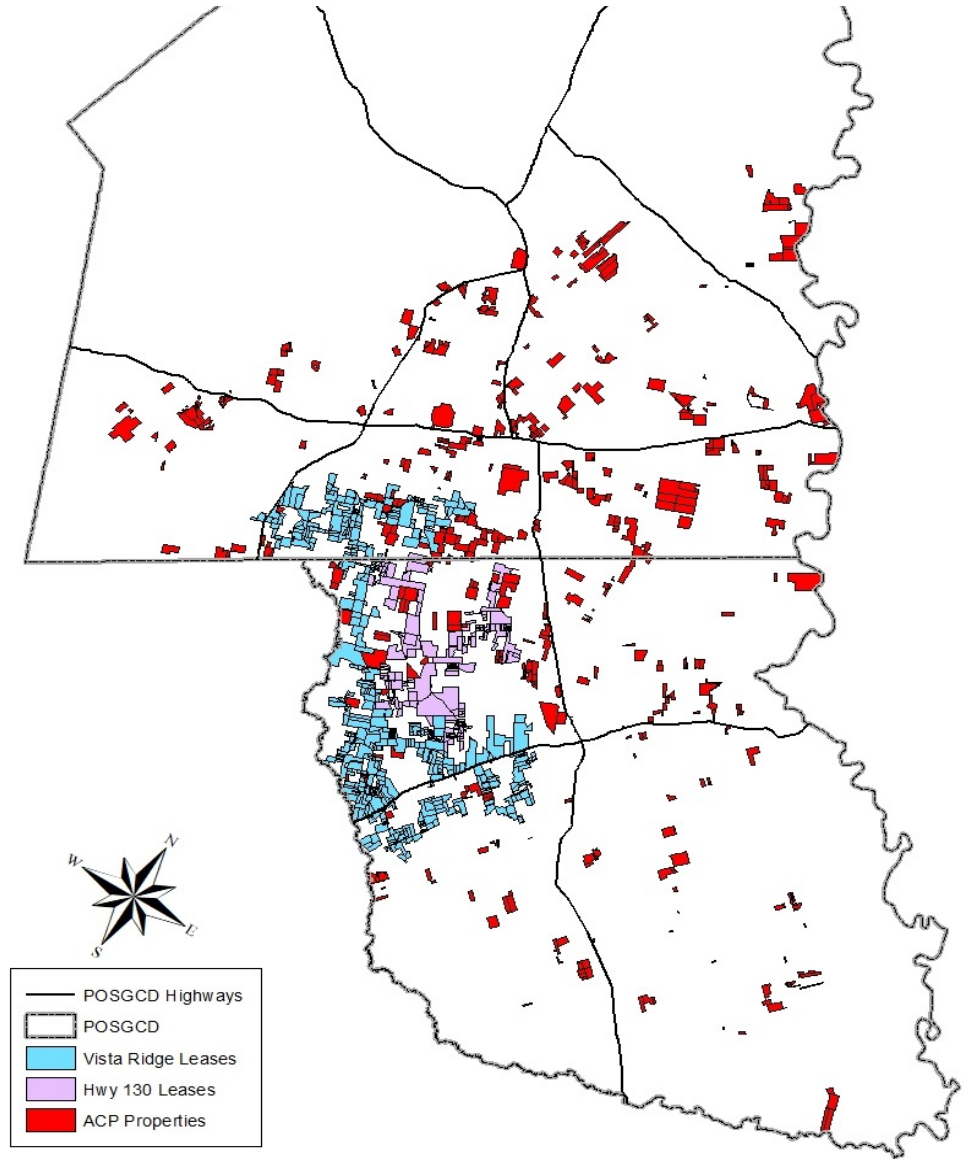 N
W
E
S
POSGCD Highways
POSGCD
Vista Ridge Leases
Hwy 130 Leases
ACP Properties